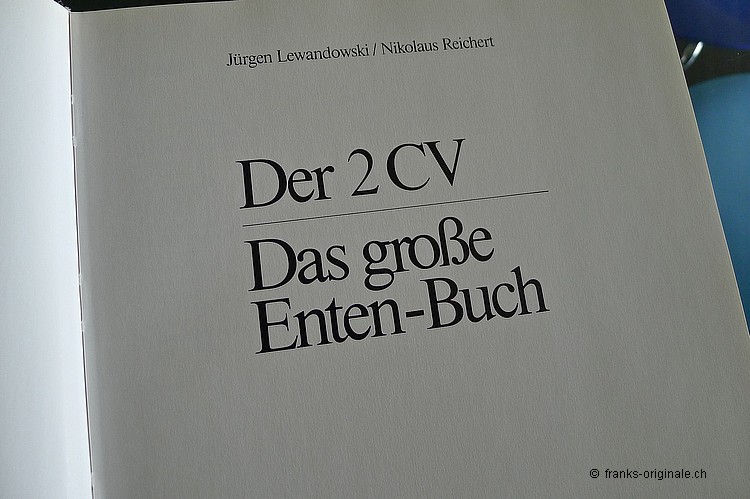 Jürgen Lewandowski / Nikolaus Reichert
Der 2 CV
Das große
Enten-Buch
© franks-originale.ch